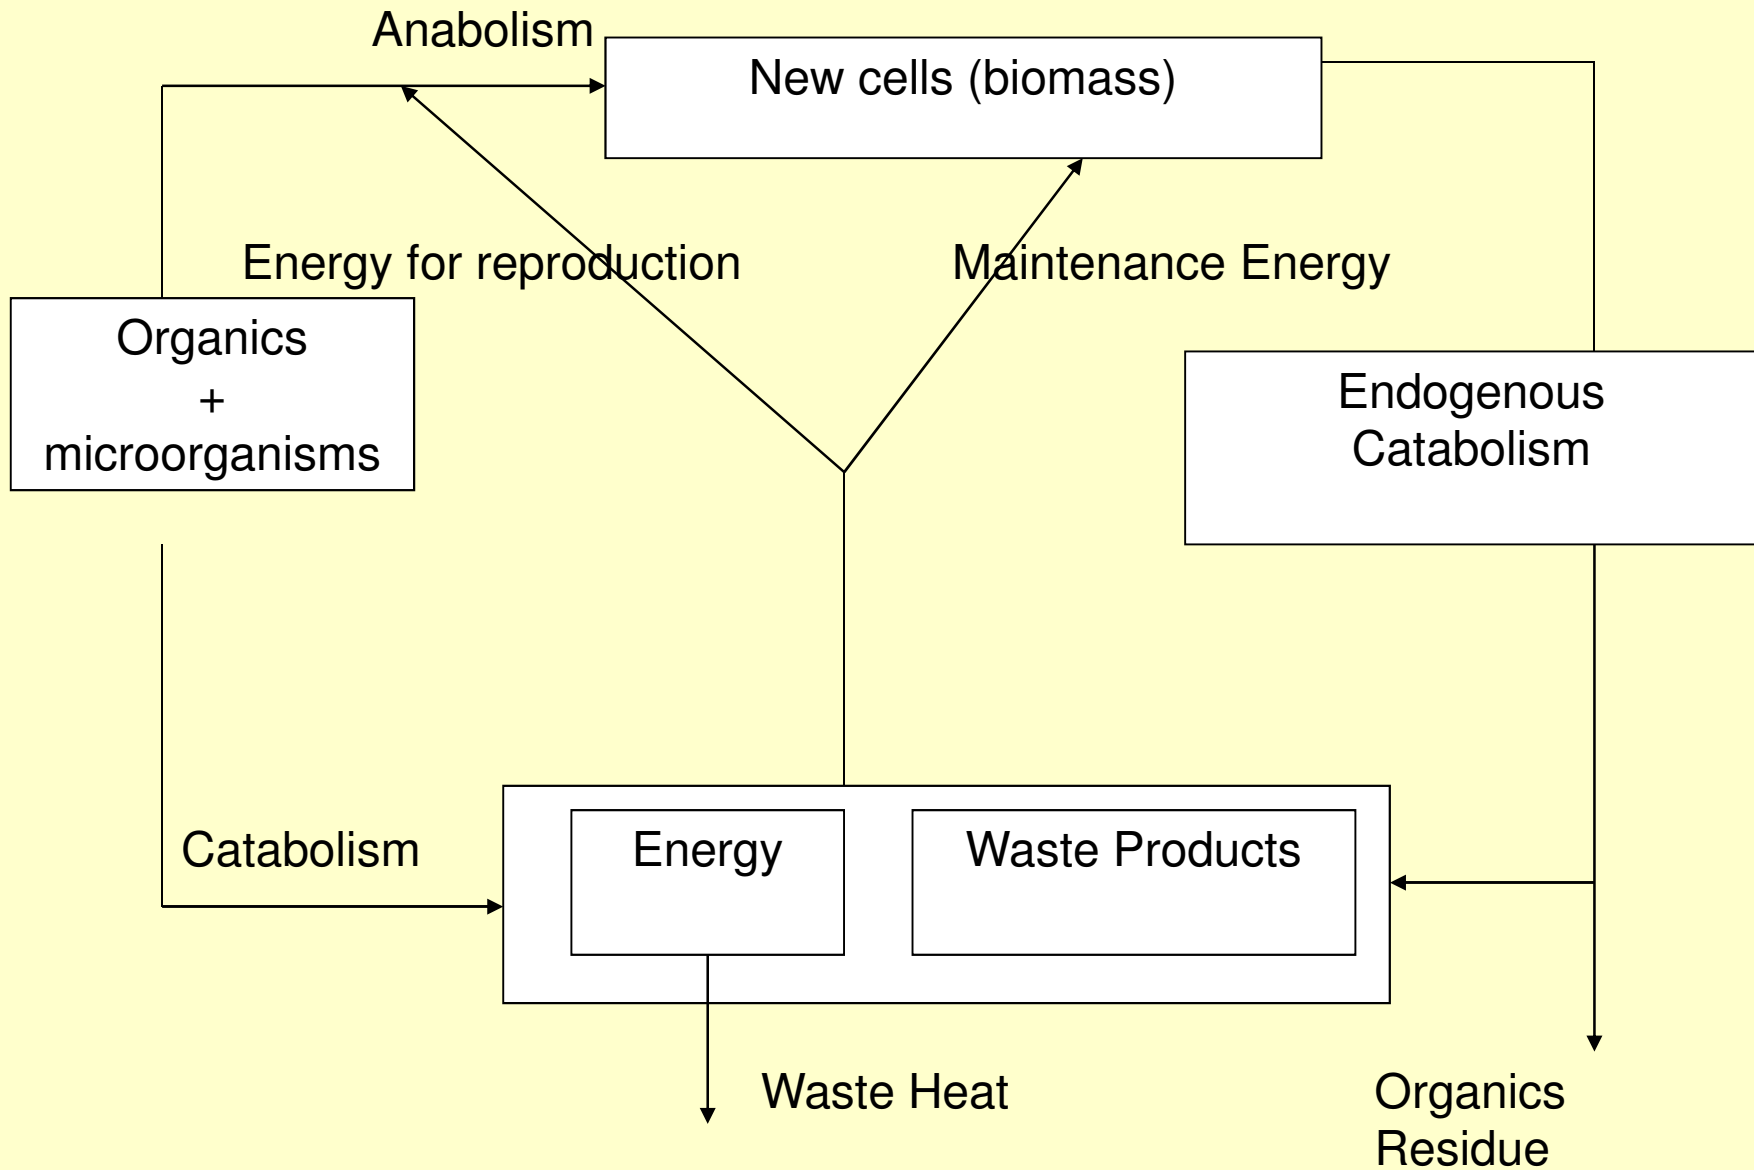 Anabolism
New cells (biomass)
Energy for reproduction
Maintenance Energy
Organics
+
microorganisms
Endogenous
Catabolism
Catabolism
Energy
Waste Products
Waste Heat
Organics
Residue